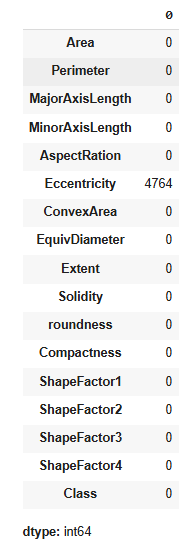 0
Area 0
Perimeter 0
MajorAxisLength 0
MinorAxisLength 0
AspectRation 0
Eccentricity 4764
ConvexArea 0
EquivDiameter 0
Extent 0
Solidity 0
roundness 0
Compactness 0
ShapeFactor1 0
ShapeFactor2 0
ShapeFactor3 0
ShapeFactor4 0
Class 0
dtype: int64